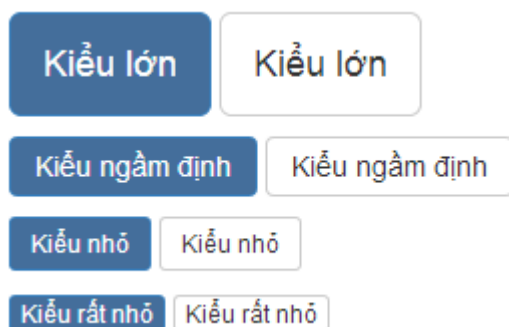 Kiểu lớn Kiểu lớn
Kiểu ngầm định Kiểu ngầm định
Kiểu nhỏ Kiểu nhỏ
Kiểu rất nhỏ Kiểu rất nhỏ